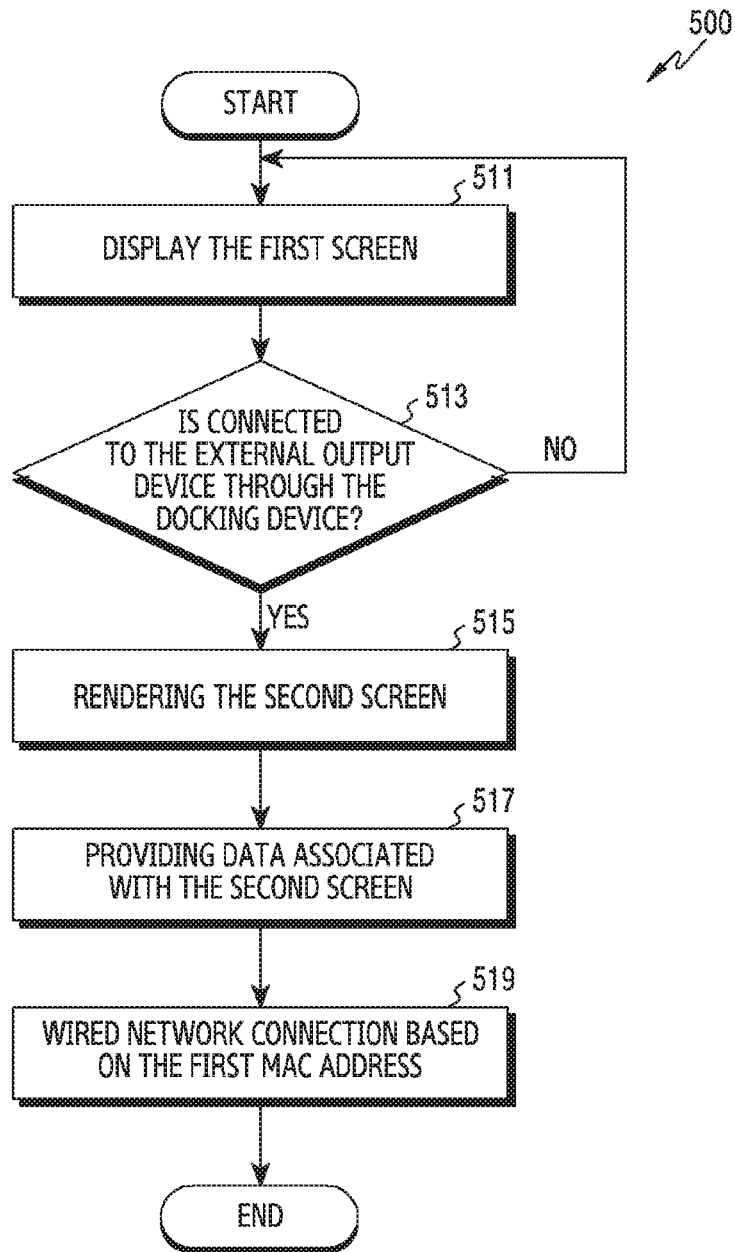 500
START
511
DISPLAY THE FIRST SCREEN
513
IS CONNECTED
TO THE EXTERNAL OUTPUT
DEVICE THROUGH THE
DOCKING DEVICE?
NO
YES
515
RENDERING THE SECOND SCREEN
517
PROVIDING DATA ASSOCIATED
WITH THE SECOND SCREEN
519
WIRED NETWORK CONNECTION BASED
ON THE FIRST MAC ADDRESS
END